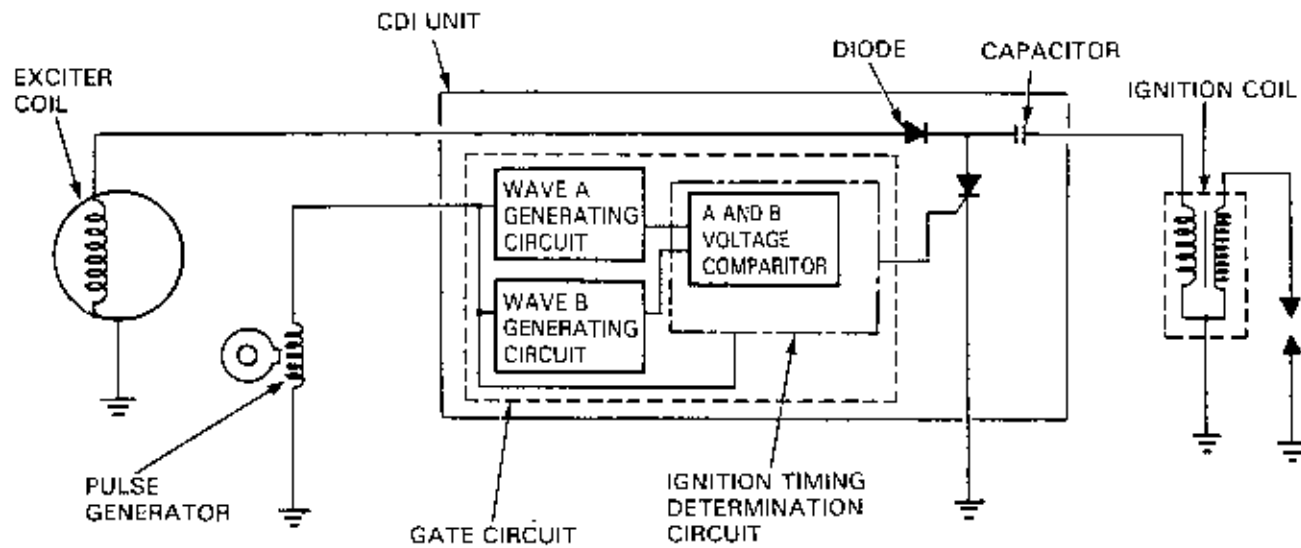 CDI UNIT
DIODE
CAPACITOR
EXCITER
COIL
IGNITION COIL
WAVE A
GENERATING
CIRCUIT
A AND B
VOLTAGE
COMPARITOR
WAVE B
GENERATING
CIRCUIT
PULSE
GENERATOR
GATE CIRCUIT
IGNITION TIMING
DETERMINATION
CIRCUIT